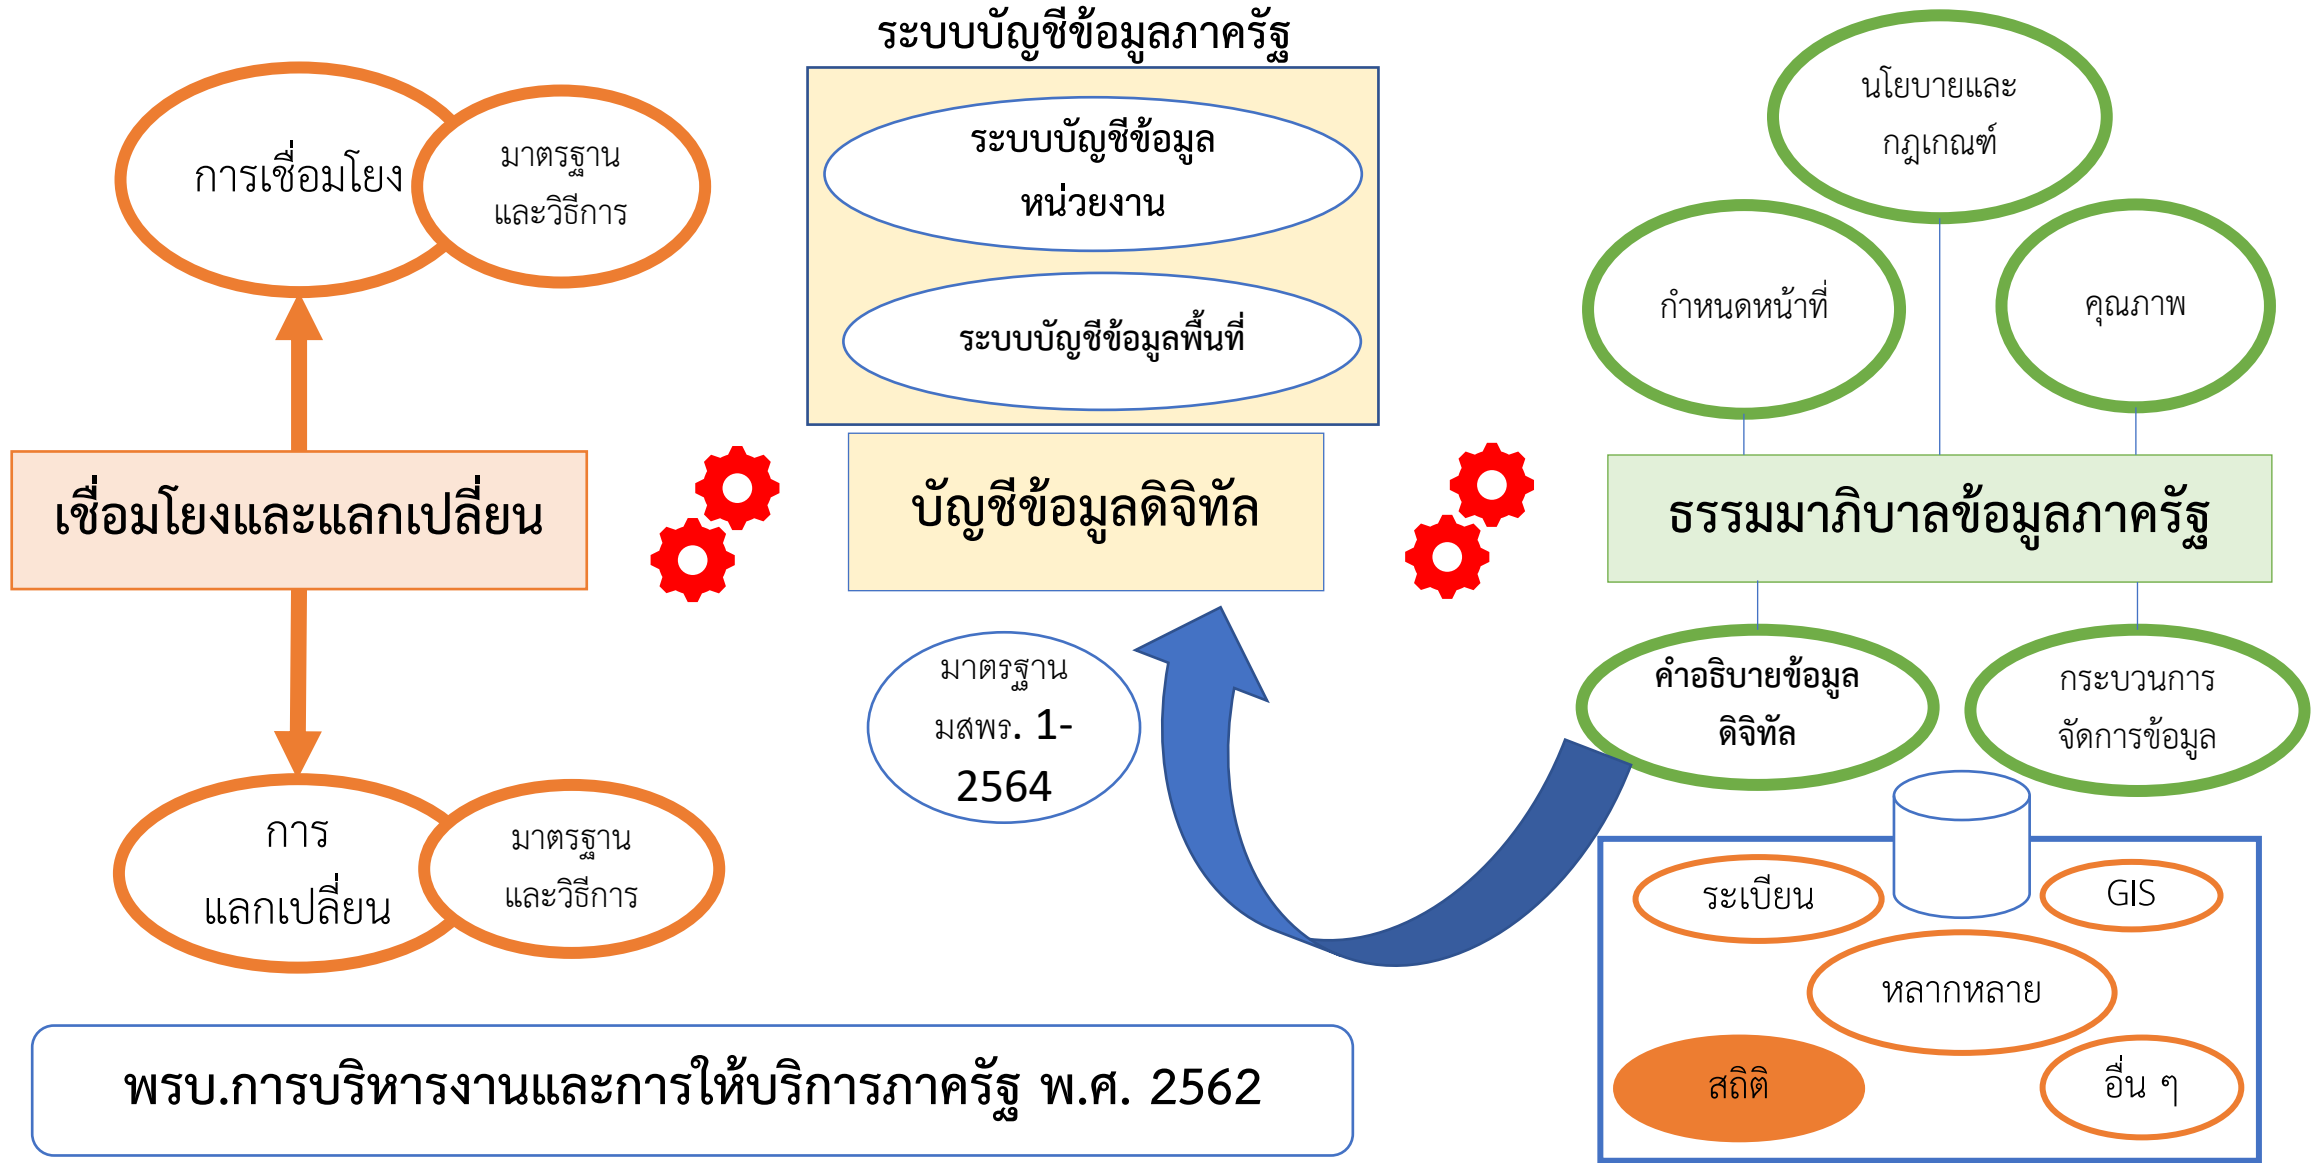 ระบบบัญชีข้อมูลภาครัฐ
การเชื่อมโยง
มาตรฐาน
และวิธีการ
ระบบบัญชีข้อมูล
หน่วยงาน
ระบบบัญชีข้อมูลพื้นที่
นโยบายและ
กฎเกณฑ์
กำหนดหน้าที่
คุณภาพ
เชื่อมโยงและแลกเปลี่ยน
บัญชีข้อมูลดิจิทัล
ธรรมมาภิบาลข้อมูลภาครัฐ
มาตรฐาน
มสพร. 1-
2564
คำอธิบายข้อมูล
ดิจิทัล
กระบวนการ
จัดการข้อมูล
การ
แลกเปลี่ยน
มาตรฐาน
และวิธีการ
ระเบียน
GIS
หลากหลาย
สถิติ
อื่น ๆ
พรบ.การบริหารงานและการให้บริการภาครัฐ พ.ศ. 2562